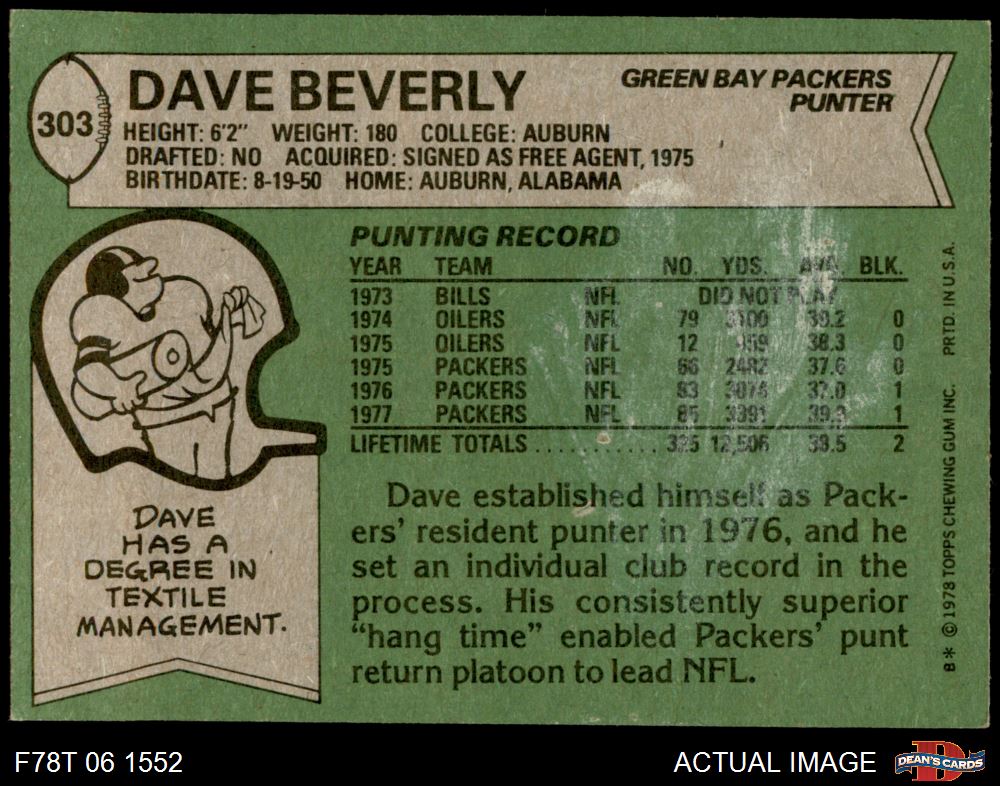 303
DAVE BEVERLY
GREEN BAY PACKERS
PUNTER
HEIGHT: 6'2" WEIGHT: 180 COLLEGE: AUBURN
DRAFTED: NO ACQUIRED: SIGNED AS FREE AGENT, 1975
BIRTHDATE: 8-19-50 HOME: AUBURN, ALABAMA
PUNTING RECORD
YEAR TEAM NO. YDS. AVG. BLK.
1973 BILLS NFL DID NOT PLAY
1974 OILERS NFL 79 3100 39.2 0
1975 OILERS NFL 12 38.3 0
1975 PACKERS NFL 66 2482 37.6 0
1976 PACKERS NFL 83 3074 37.0 1
1977 PACKERS NFL 85 3391 39.9 1
LIFETIME TOTALS ........... 325 12,506 38.5 2
DAVE
HAS A
DEGREE IN
TEXTILE
MANAGEMENT.
Dave established himself as Pack-
ers' resident punter in 1976, and he
set an individual club record in the
process. His consistently superior
"hang time" enabled Packers' punt
return platoon to lead NFL.
B* © 1978 TOPPS CHEWING GUM INC. PRTD. IN U.S.A.
F78T 06 1552
ACTUAL IMAGE
D
DEAN'S CARDS